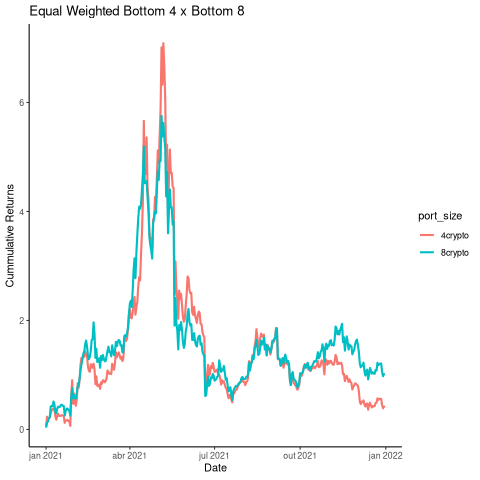 Equal Weighted Bottom 4 x Bottom 8
6
4
2
0
Cummulative Returns
jan 2021
abr 2021
jul 2021
out 2021
jan 2022
Date
port_size
4crypto
8crypto